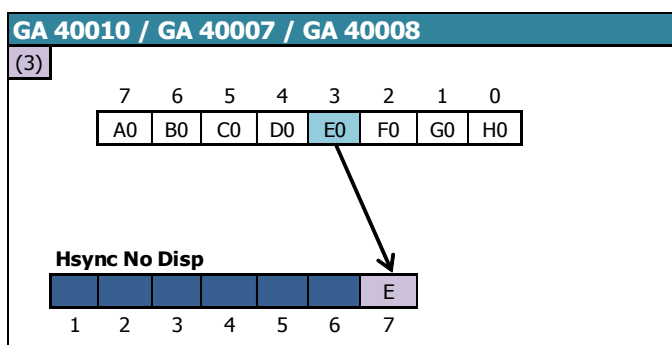 GA 40010 / GA 40007 / GA 40008
(3)
7 6 5 4 3 2 1 0
A0 B0 C0 D0 E0 F0 G0 H0
Hsync No Disp
E
1 2 3 4 5 6 7